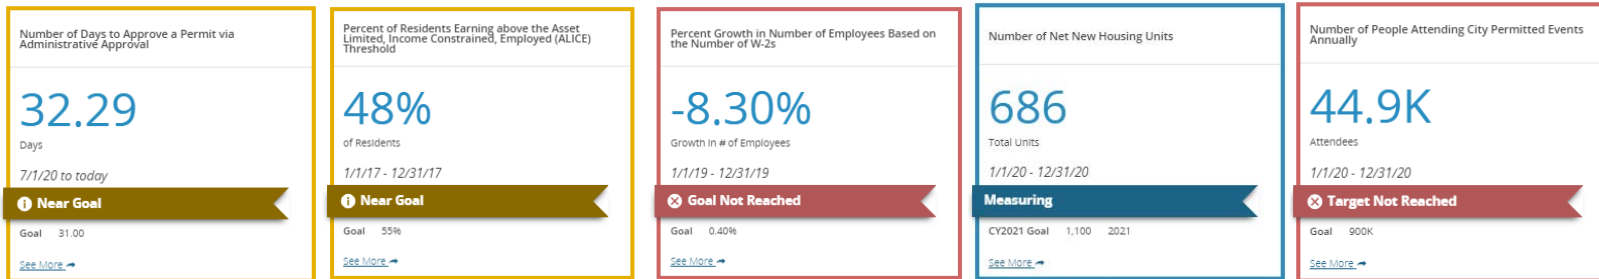 Number of Days to Approve a Permit via
Administrative Approval
32.29
Days
7/1/20 to today
Near Goal
Goal 31.00
See More
Percent of Residents Earning above the Asset
Limited, Income Constrained, Employed (ALICE)
Threshold
48%
of Residents
1/1/17 - 12/31/17
Near Goal
Goal 55%
See More
Percent Growth in Number of Employees Based on
the Number of W-2s
-8.30%
Growth in # of Employees
1/1/19 - 12/31/19
Goal Not Reached
Goal 0.40%
See More
Number of Net New Housing Units
686
Total Units
1/1/20 - 12/31/20
Measuring
CY2021 Goal 1,100 2021
See More
Number of People Attending City Permitted Events
Annually
44.9K
Attendees
1/1/20 - 12/31/20
Target Not Reached
Goal 900K
See More